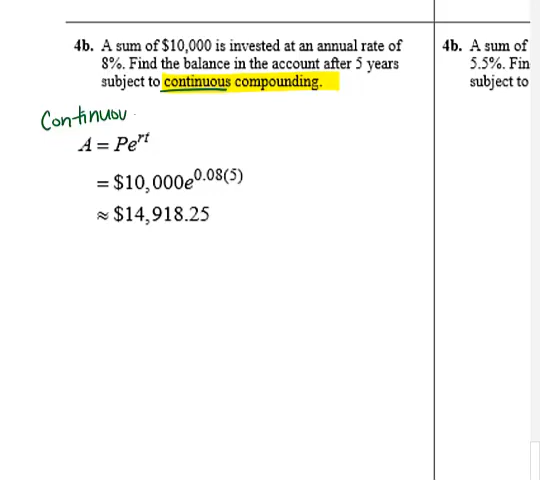 4b. A sum of $10,000 is invested at an annual rate of
8%. Find the balance in the account after 5 years
subject to continuous compounding.
Continuou
A = Pe^{rt}
= $10,000e^{0.08(5)}
≈ $14,918.25
4b. A sum of
5.5%. Fin
subject to